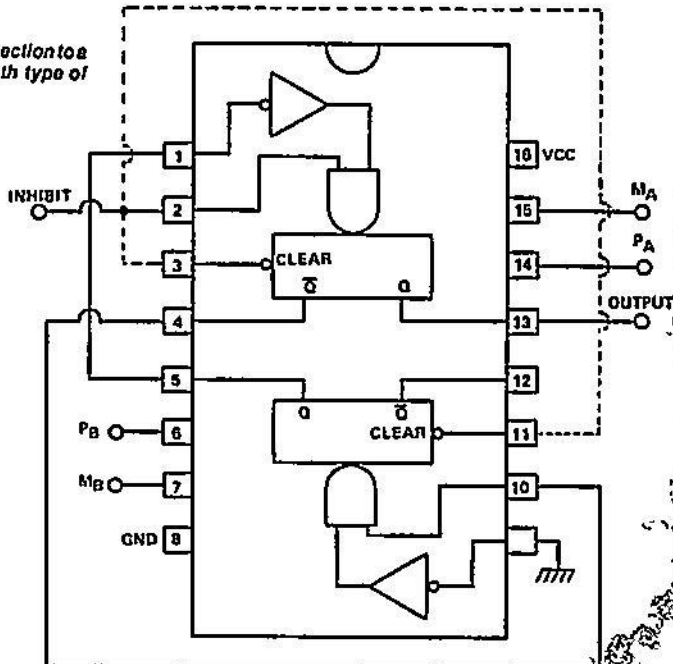 ection to a
th type of
1
16 VCC
INHIBIT
2
15
MA
3
CLEAR
14
PA
Q
Q
OUTPUT
4
13
5
12
Q
Q
PB
6
CLEAR
11
MB
7
10
GND 8